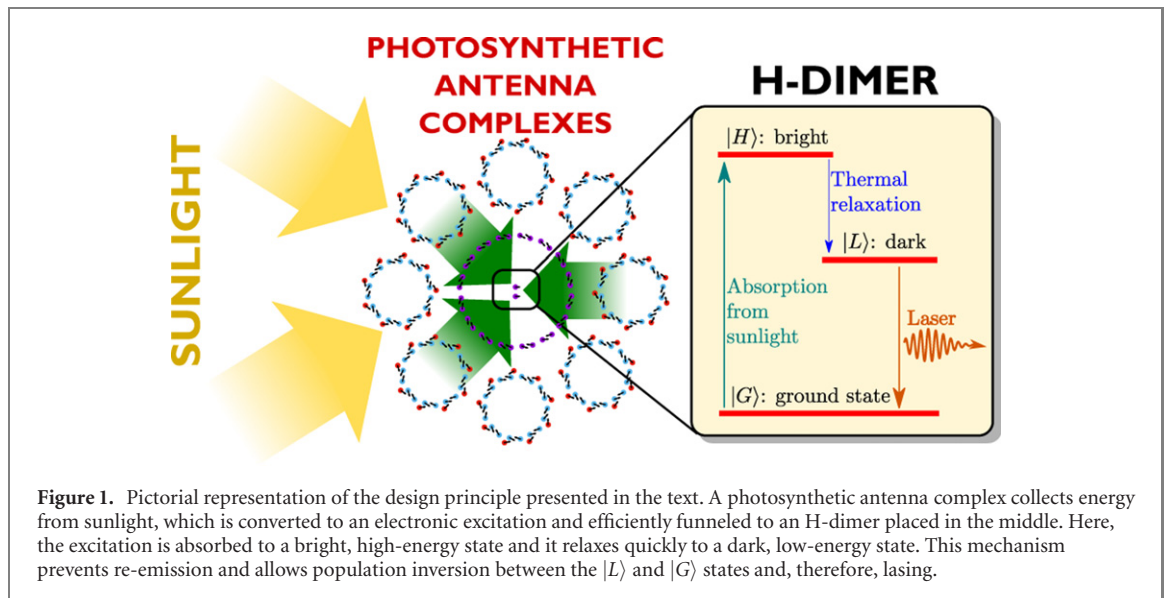 PHOTOSYNTHETIC
ANTENNA
COMPLEXES
H-DIMER
SUNLIGHT
|H⟩: bright
Thermal
relaxation
|L⟩: dark
Absorption
from
sunlight
Laser
|G⟩: ground state
Figure 1. Pictorial representation of the design principle presented in the text. A photosynthetic antenna complex collects energy
from sunlight, which is converted to an electronic excitation and efficiently funneled to an H-dimer placed in the middle. Here,
the excitation is absorbed to a bright, high-energy state and it relaxes quickly to a dark, low-energy state. This mechanism
prevents re-emission and allows population inversion between the |L⟩ and |G⟩ states and, therefore, lasing.